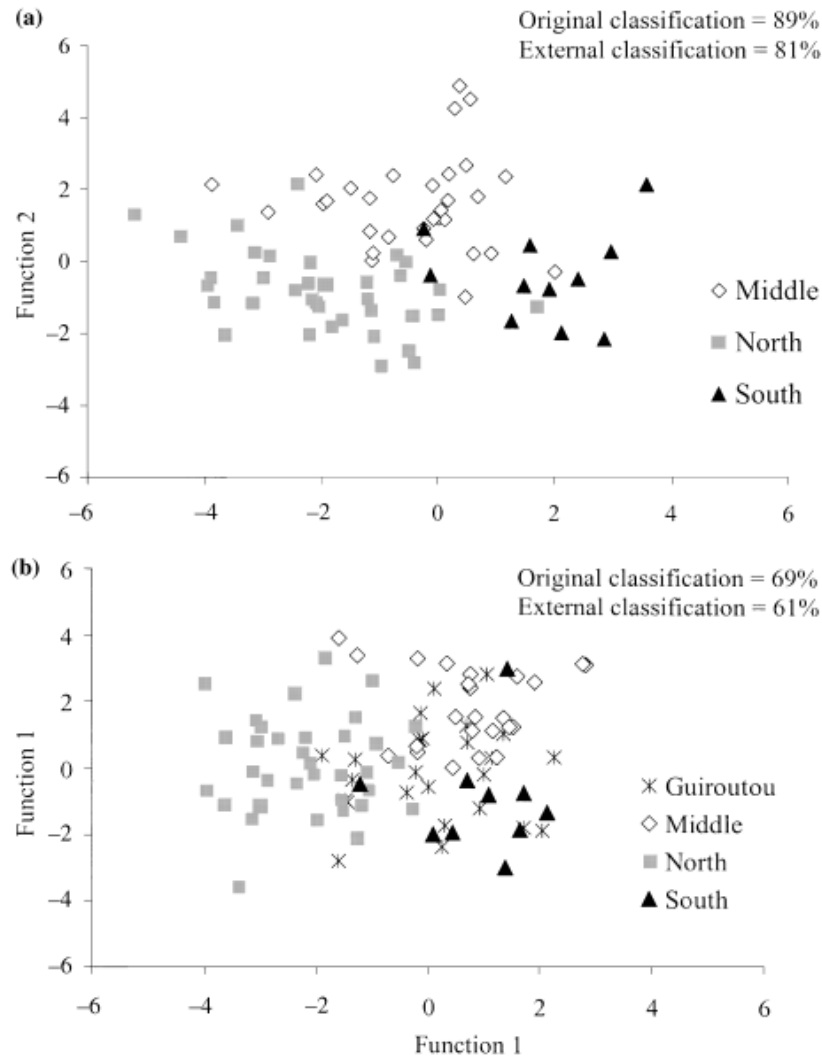 (a)
Original classification = 89%
External classification = 81%
6
4
2
0
−2
−4
−6
Function 2
−6
−4
−2
0
2
4
6
Middle
North
South
(b)
Original classification = 69%
External classification = 61%
6
4
2
0
−2
−4
−6
Function 1
Guiroutou
Middle
North
South
−6
−4
−2
0
2
4
6
Function 1